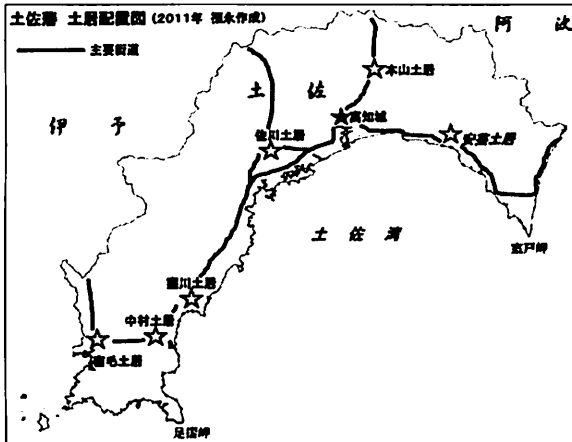 土佐藩 土居配置図 (2011年 福永作成)
主要街道
阿波
土佐
伊予
本山土居
高知城
佐川土居
安芸土居
土佐湾
室戸岬
窪川土居
中村土居
宿毛土居
足摺岬